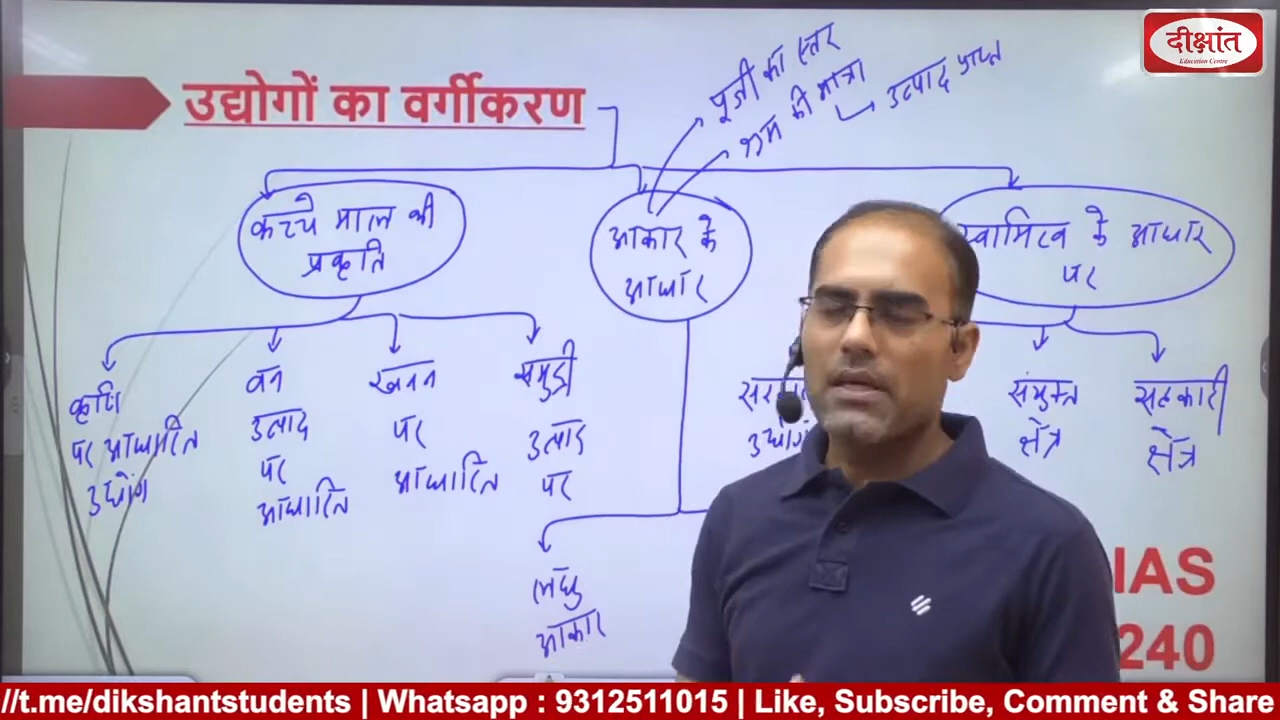 दीक्षांत
Education Centre
उद्योगों का वर्गीकरण
पूंजी का स्तर
श्रम की मात्रा
उत्पाद प्राप्त
कच्चे माल की
प्रकृति
आकार के
आधार
स्वामित्व के आधार
पर
कृषि
पर आधारित
उद्योग
वन
उत्पाद
पर
आधारित
खनन
पर
आधारित
समुद्री
उत्पाद
पर
संयुक्त
क्षेत्र
सहकारी
क्षेत्र
लघु
आकार
IAS
240
//t.me/dikshantstudents | Whatsapp : 9312511015 | Like, Subscribe, Comment & Share